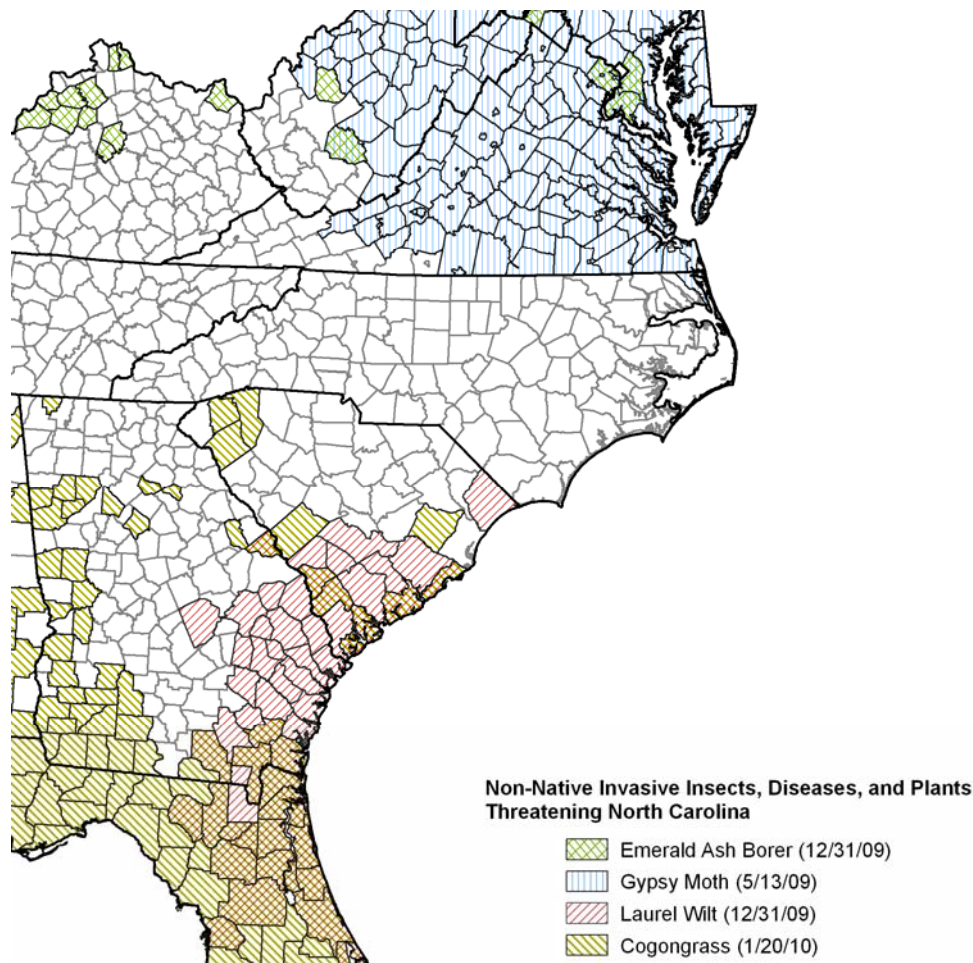 Non-Native Invasive Insects, Diseases, and Plants
Threatening North Carolina
Emerald Ash Borer (12/31/09)
Gypsy Moth (5/13/09)
Laurel Wilt (12/31/09)
Cogongrass (1/20/10)